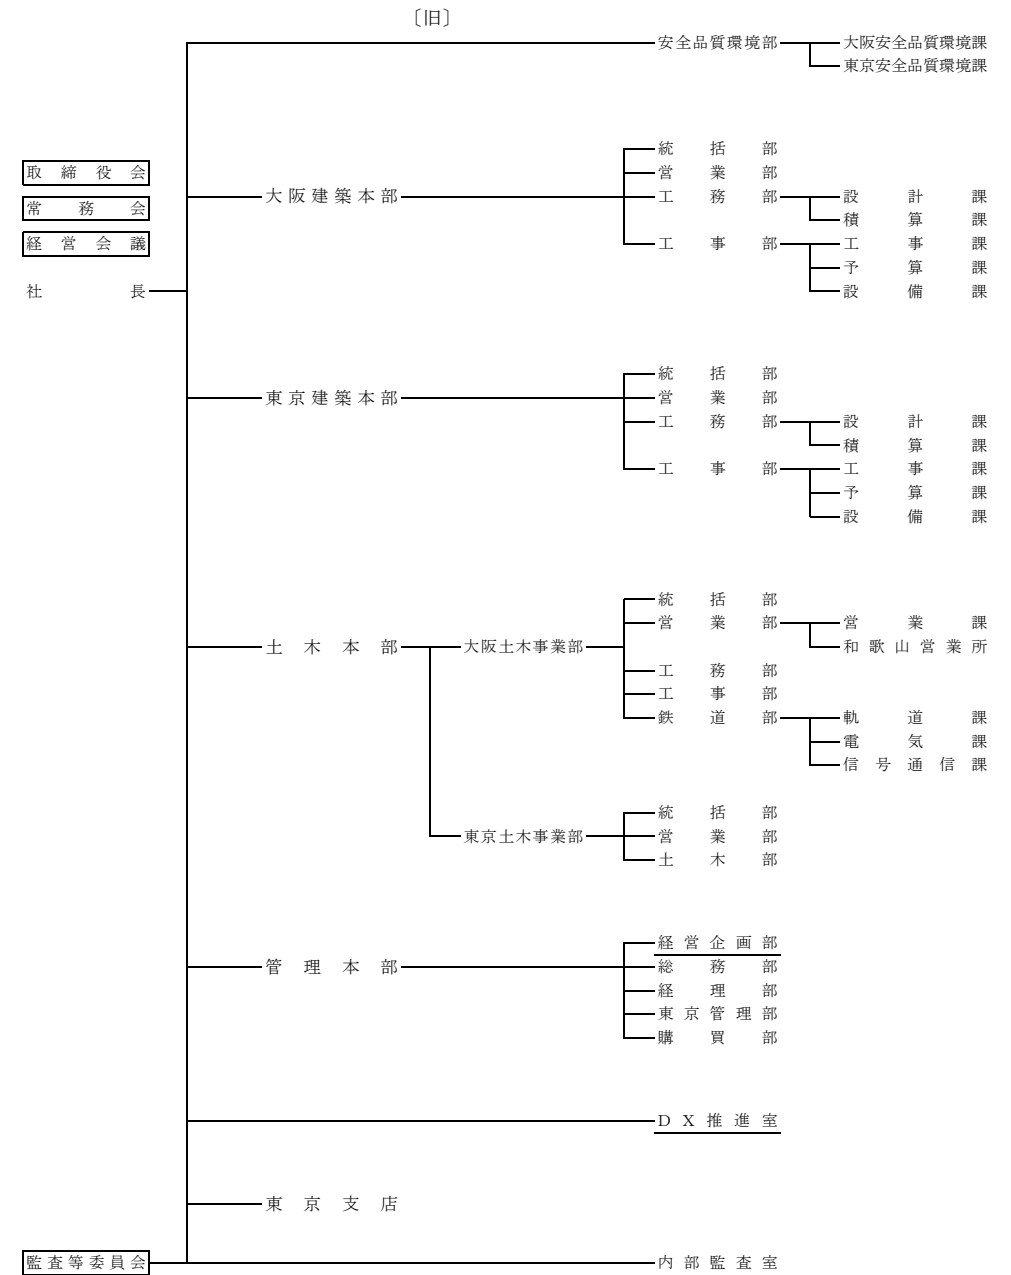 〔旧〕
安全品質環境部 大阪安全品質環境課
東京安全品質環境課
統括部
取締役会 営業部
大阪建築本部 工務部 設計課
常務会 積算課
経営会議 工事部 工事課
予算課
社長 設備課
統括部
東京建築本部 営業部
工務部 設計課
積算課
工事部 工事課
予算課
設備課
統括部
営業部 営業課
土木本部 大阪土木事業部 和歌山営業所
工務部
工事部
鉄道部 軌道課
電気課
信号通信課
統括部
東京土木事業部 営業部
土木部
経営企画部
管理本部 総務部
経理部
東京管理部
購買部
DX推進室
東京支店
監査等委員会 内部監査室